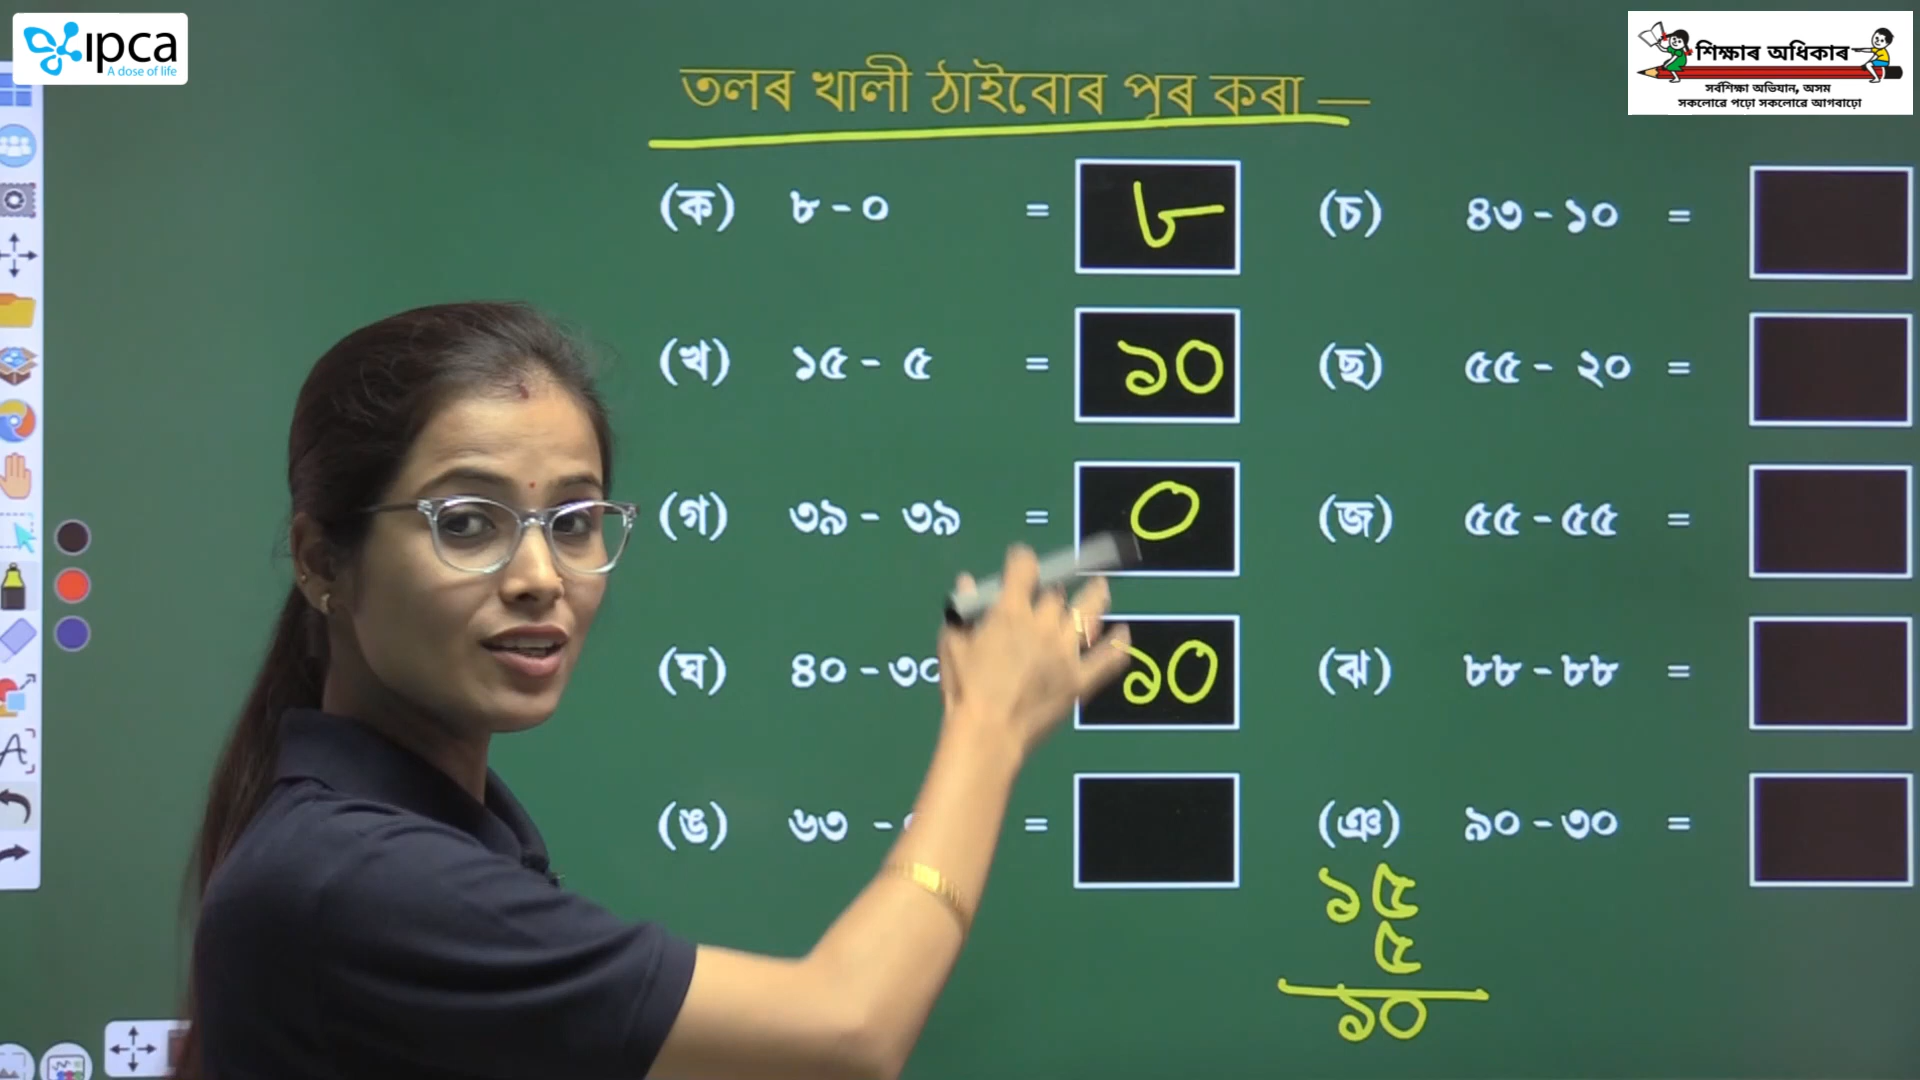 ipca
A dose of life
শিক্ষাৰ অধিকাৰ
সৰ্বশিক্ষা অভিযান, অসম
সকলোৱে পঢ়ো সকলোৱে আগবাঢ়ো
তলৰ খালী ঠাইবোৰ পূৰ কৰা —
(ক) ৮ - ০ = ৮
(খ) ১৫ - ৫ = ১০
(গ) ৩৯ - ৩৯ = ০
(ঘ) ৪০ - ৩০ ১০
(ঙ) ৬৩ - =
(চ) ৪৩ - ১০ =
(ছ) ৫৫ - ২০ =
(জ) ৫৫ - ৫৫ =
(ঝ) ৮৮ - ৮৮ =
(ঞ) ৯০ - ৩০ =
১৫
৫
১০